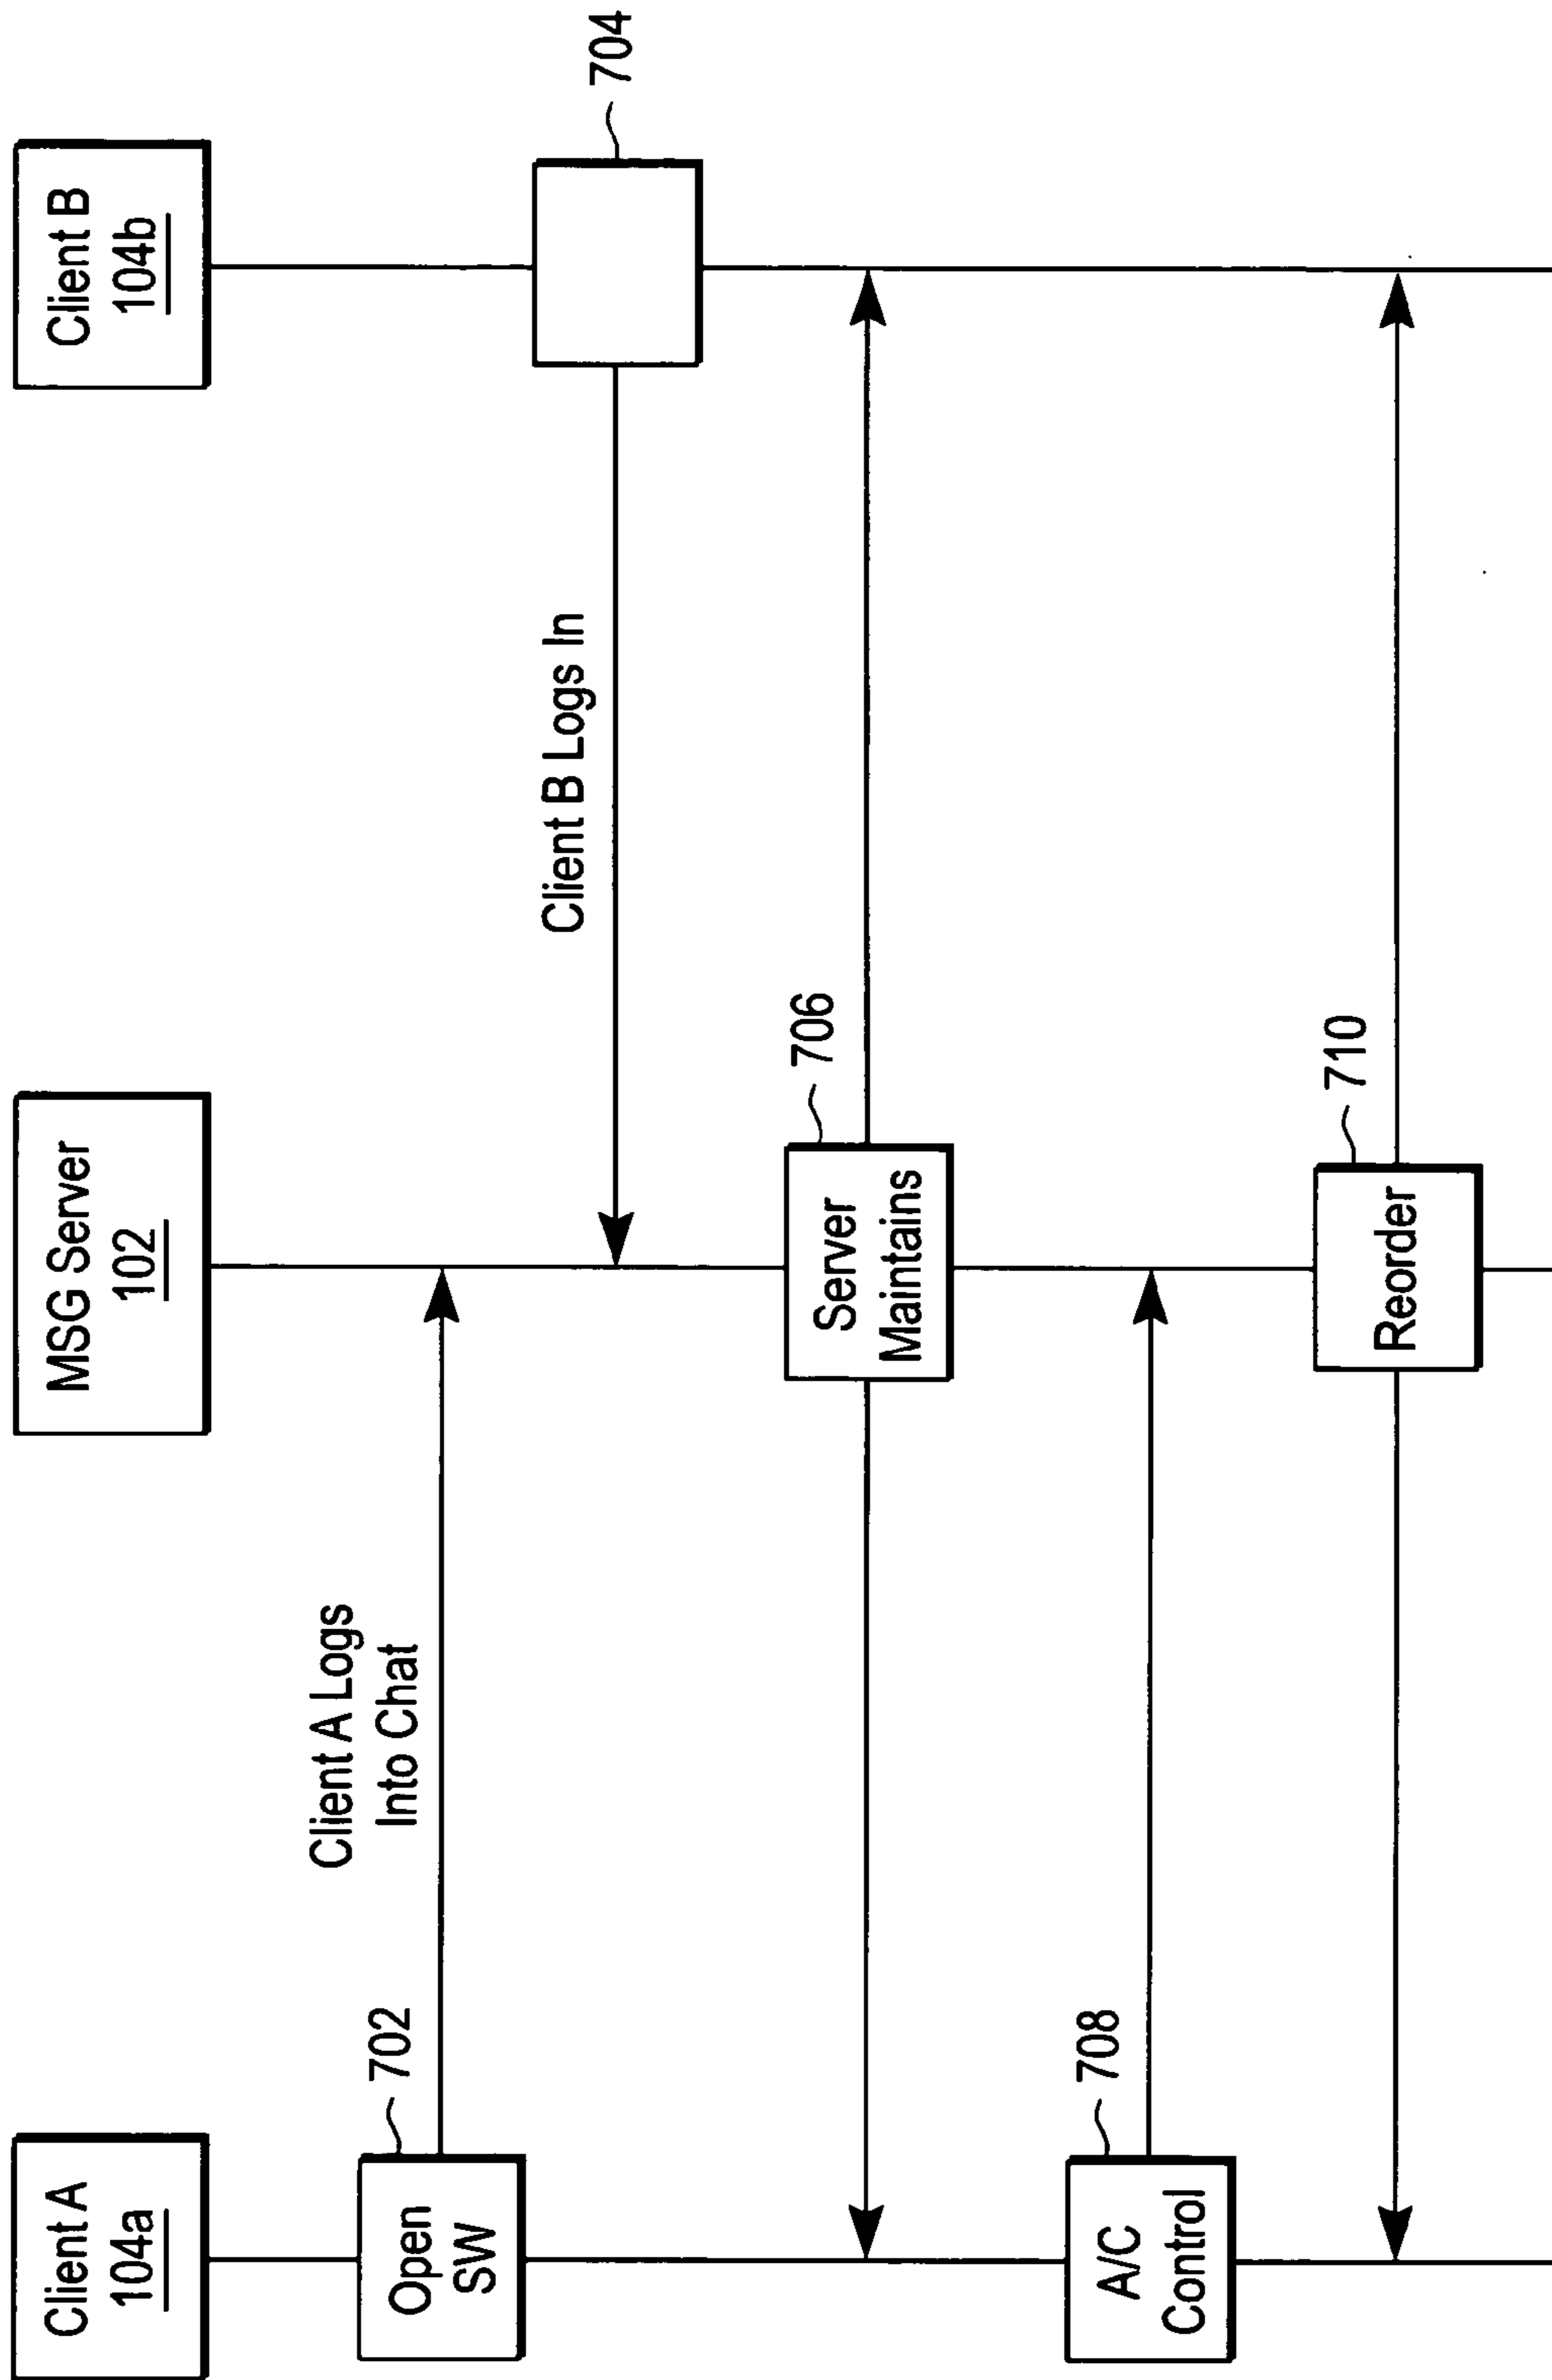 Client A
104a
MSG Server
102
Client B
104b
Client A Logs
Into Chat
702
Open
SW
Client B Logs In
704
706
Server
Maintains
708
A/C
Control
710
Reorder